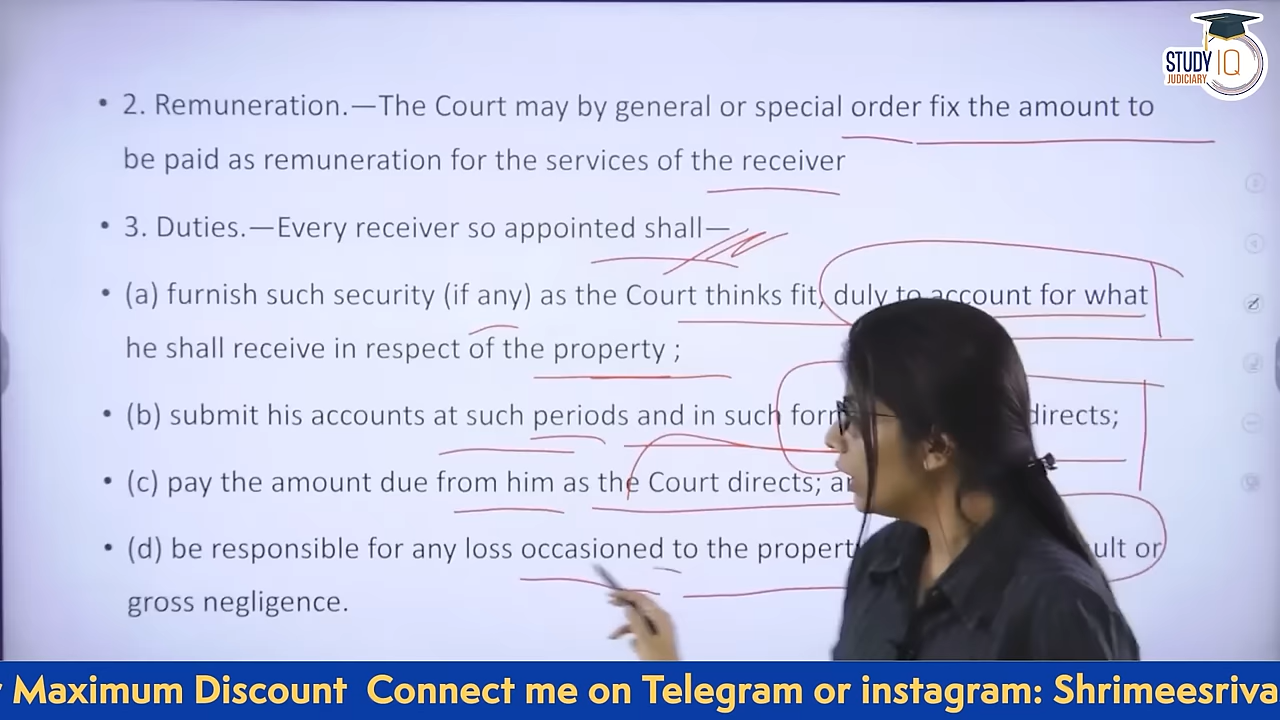 STUDY IQ
JUDICIARY
• 2. Remuneration.—The Court may by general or special order fix the amount to
be paid as remuneration for the services of the receiver
• 3. Duties.—Every receiver so appointed shall—
• (a) furnish such security (if any) as the Court thinks fit, duly to account for what
he shall receive in respect of the property ;
• (b) submit his accounts at such periods and in such directs;
• (c) pay the amount due from him as the Court directs;
• (d) be responsible for any loss occasioned to the or
gross negligence.
Maximum Discount Connect me on Telegram or instagram: Shrimeesriva